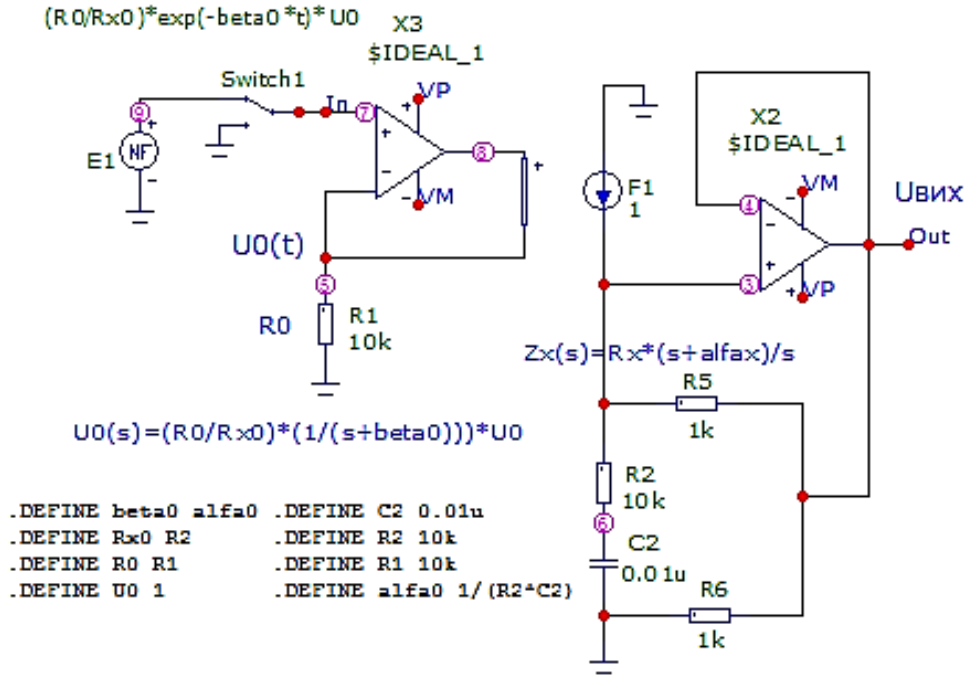 (R0/Rx0)*exp(-beta0*t)*U0
X3
$IDEAL_1
Switch1
In
VP
9
7
8
E1
NF
VM
U0(t)
5
R0
R1
10k
U0(s)=(R0/Rx0)*(1/(s+beta0)))*U0
X2
$IDEAL_1
F1
1
4
VM
Uвих
Out
3
VP
Zx(s)=Rx*(s+alfax)/s
R5
1k
R2
10k
6
C2
0.01u
R6
1k
.DEFINE beta0 alfa0 .DEFINE C2 0.01u
.DEFINE Rx0 R2 .DEFINE R2 10k
.DEFINE R0 R1 .DEFINE R1 10k
.DEFINE U0 1 .DEFINE alfa0 1/(R2*C2)